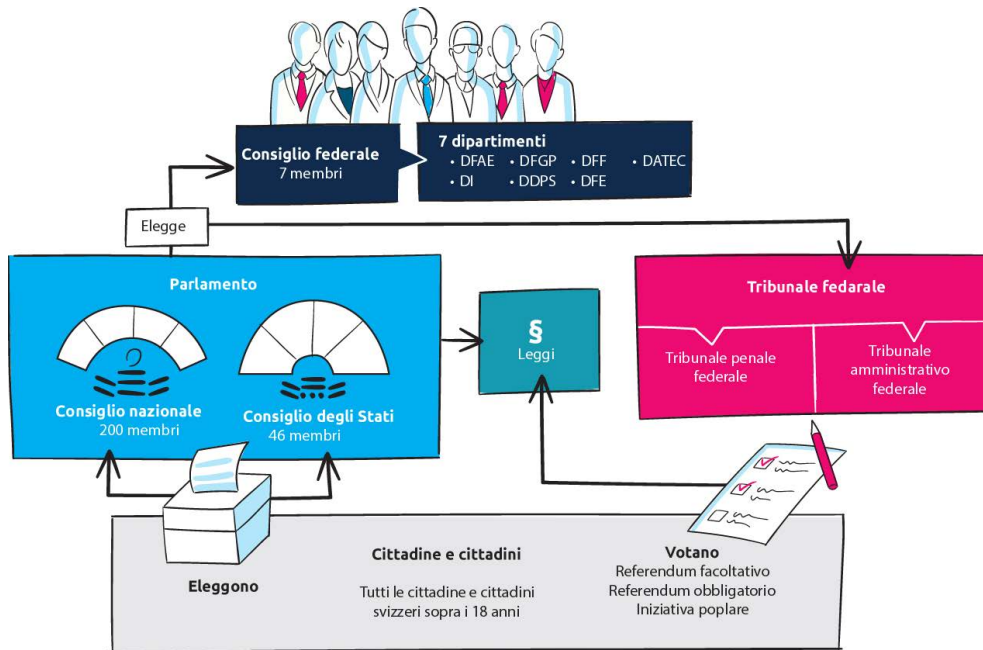 Consiglio federale
7 membri
7 dipartimenti
• DFAE • DFGP • DFF • DATEC
• DI • DDPS • DFE
Elegge
Parlamento
Consiglio nazionale
200 membri
Consiglio degli Stati
46 membri
§
Leggi
Tribunale fedarale
Tribunale penale
federale
Tribunale
amministrativo
federale
Eleggono
Cittadine e cittadini
Tutti le cittadine e cittadini
svizzeri sopra i 18 anni
Votano
Referendum facoltativo
Referendum obbligatorio
Iniziativa poplare